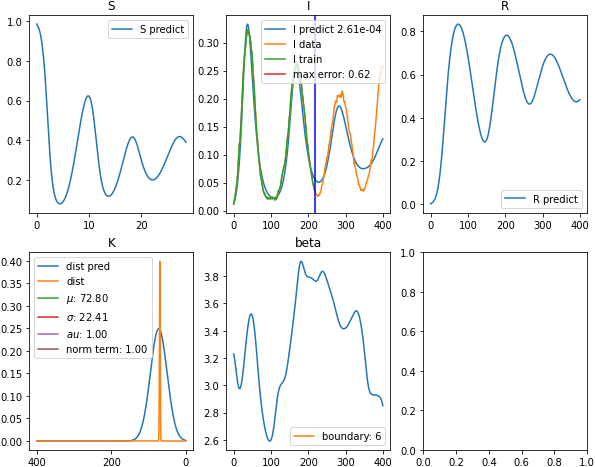 S
I
R
S predict
I predict 2.61e-04
I data
I train
max error: 0.62
R predict
1.0
0.8
0.6
0.4
0.2
0.30
0.25
0.20
0.15
0.10
0.05
0.00
0.8
0.6
0.4
0.2
0.0
0 10 20
0 100 200 300 400
0 100 200 300 400
K
beta
dist pred
dist
μ: 72.80
σ: 22.41
au: 1.00
norm term: 1.00
boundary: 6
0.40
0.35
0.30
0.25
0.20
0.15
0.10
0.05
0.00
3.8
3.6
3.4
3.2
3.0
2.8
2.6
1.0
0.8
0.6
0.4
0.2
0.0
400 200 0
0 100 200 300 400
0.0 0.2 0.4 0.6 0.8 1.0